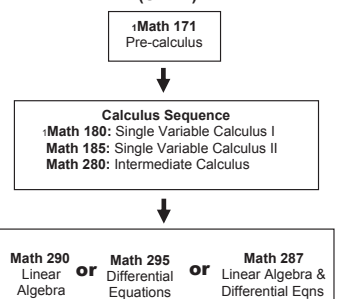 1Math 171
Pre-calculus
Calculus Sequence
1Math 180: Single Variable Calculus I
Math 185: Single Variable Calculus II
Math 280: Intermediate Calculus
Math 290
Linear
Algebra
or
Math 295
Differential
Equations
or
Math 287
Linear Algebra &
Differential Eqns